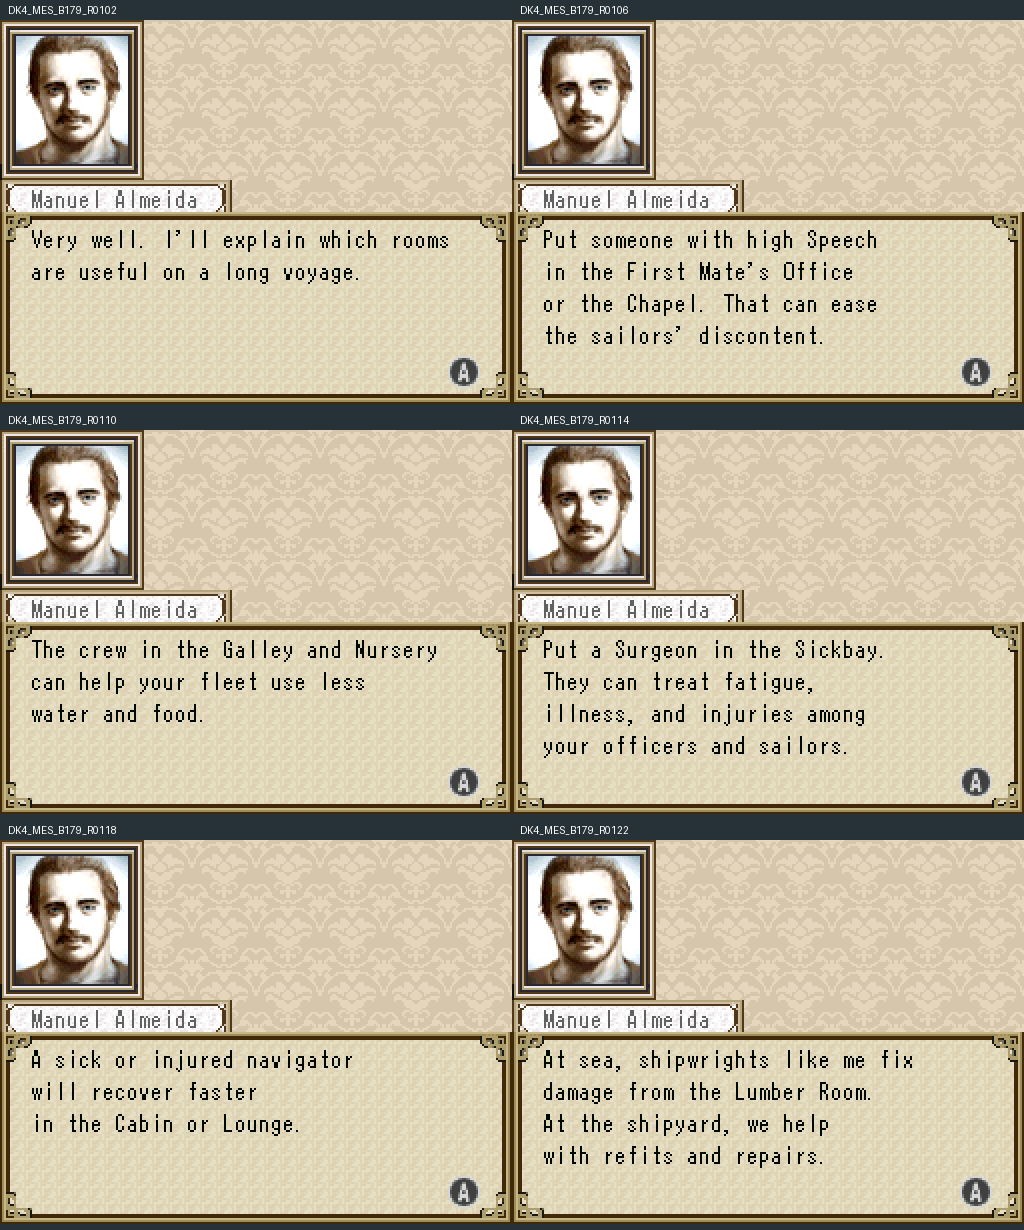 DK4_MES_B179_R0102
Manuel Almeida
Very well. I'll explain which rooms
are useful on a long voyage.
A
DK4_MES_B179_R0106
Manuel Almeida
Put someone with high Speech
in the First Mate's Office
or the Chapel. That can ease
the sailors' discontent.
A
DK4_MES_B179_R0110
Manuel Almeida
The crew in the Galley and Nursery
can help your fleet use less
water and food.
A
DK4_MES_B179_R0114
Manuel Almeida
Put a Surgeon in the Sickbay.
They can treat fatigue,
illness, and injuries among
your officers and sailors.
A
DK4_MES_B179_R0118
Manuel Almeida
A sick or injured navigator
will recover faster
in the Cabin or Lounge.
A
DK4_MES_B179_R0122
Manuel Almeida
At sea, shipwrights like me fix
damage from the Lumber Room.
At the shipyard, we help
with refits and repairs.
A